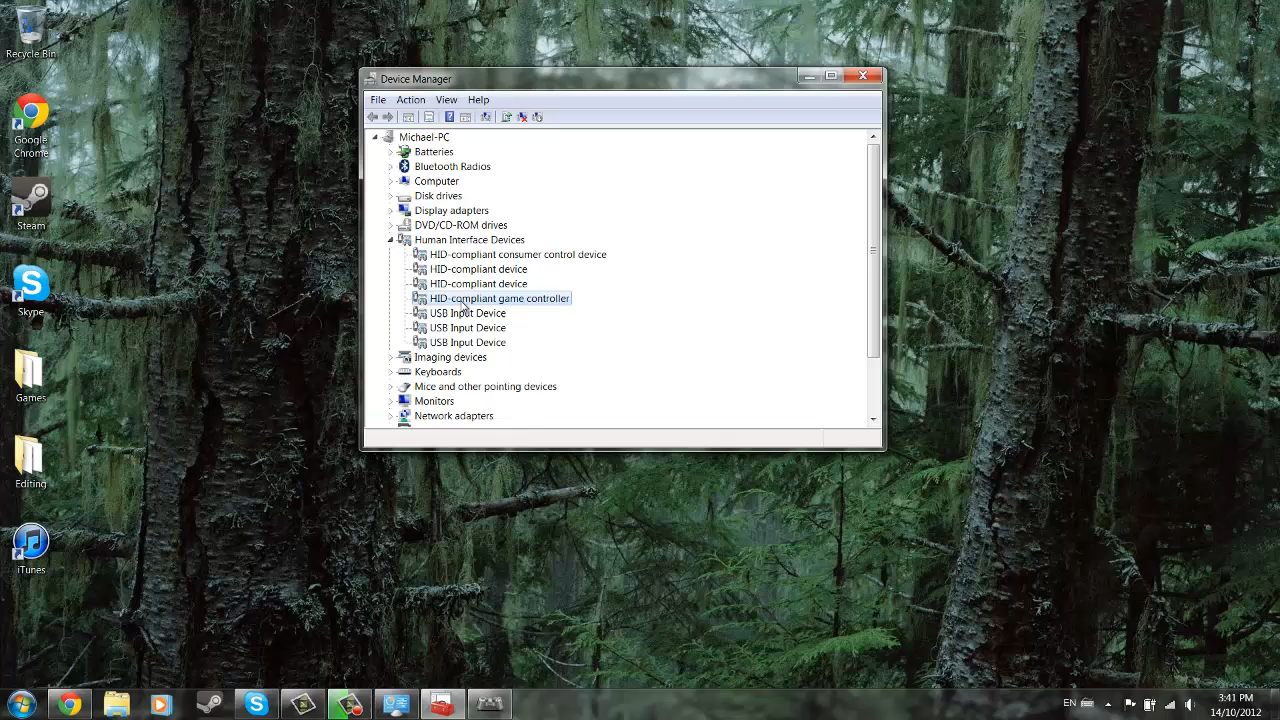 Recycle Bin
Google
Chrome
Steam
Skype
Games
Editing
iTunes
Device Manager
File Action View Help
Michael-PC
Batteries
Bluetooth Radios
Computer
Disk drives
Display adapters
DVD/CD-ROM drives
Human Interface Devices
HID-compliant consumer control device
HID-compliant device
HID-compliant device
HID-compliant game controller
USB Input Device
USB Input Device
USB Input Device
Imaging devices
Keyboards
Mice and other pointing devices
Monitors
Network adapters
EN
3:41 PM
14/10/2012